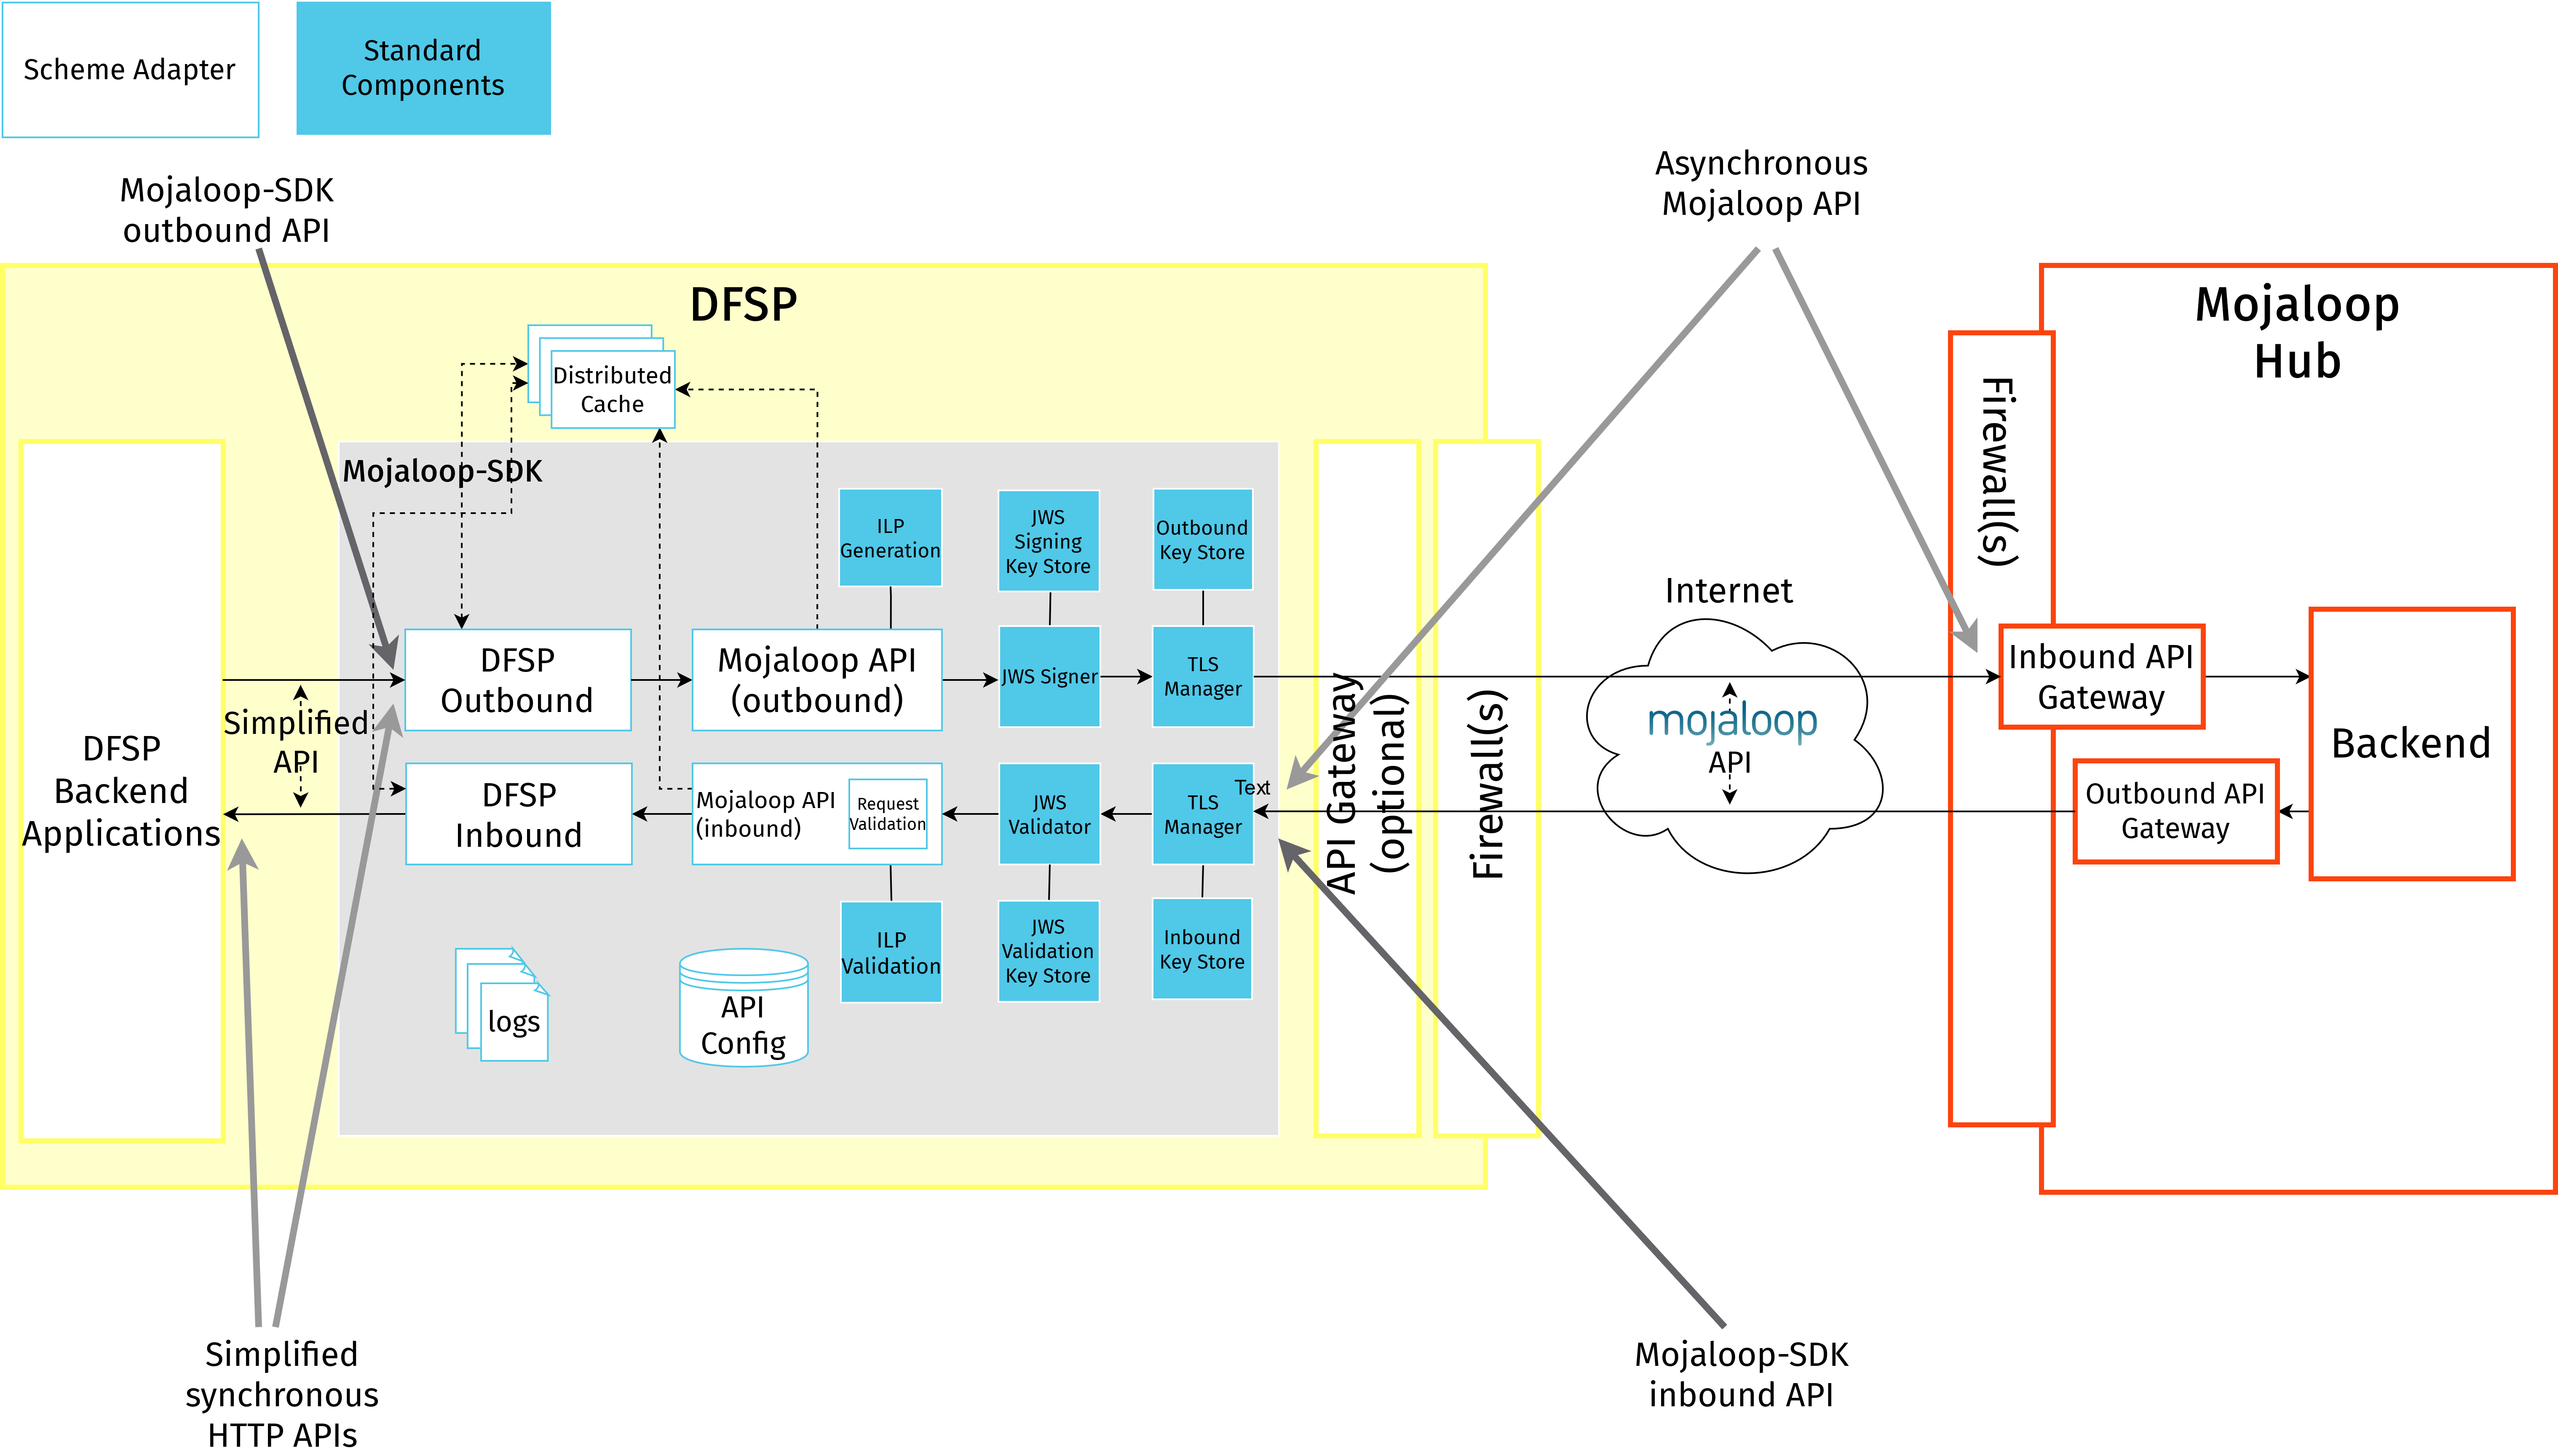 Scheme Adapter
Standard
Components
Mojaloop-SDK
outbound API
Asynchronous
Mojaloop API
DFSP
Mojaloop
Hub
Distributed
Cache
Firewall(s)
Mojaloop-SDK
ILP
Generation
JWS
Signing
Key Store
Outbound
Key Store
Internet
DFSP
Outbound
Mojaloop API
(outbound)
JWS Signer
TLS
Manager
Inbound API
Gateway
Simplified
API
mojaloop
API
API Gateway
(optional)
Firewall(s)
Backend
DFSP
Backend
Applications
DFSP
Inbound
Mojaloop API
(inbound)
Request
Validation
JWS
Validator
TLS
Manager
Text
Outbound API
Gateway
ILP
Validation
JWS
Validation
Key Store
Inbound
Key Store
logs
API
Config
Simplified
synchronous
HTTP APIs
Mojaloop-SDK
inbound API